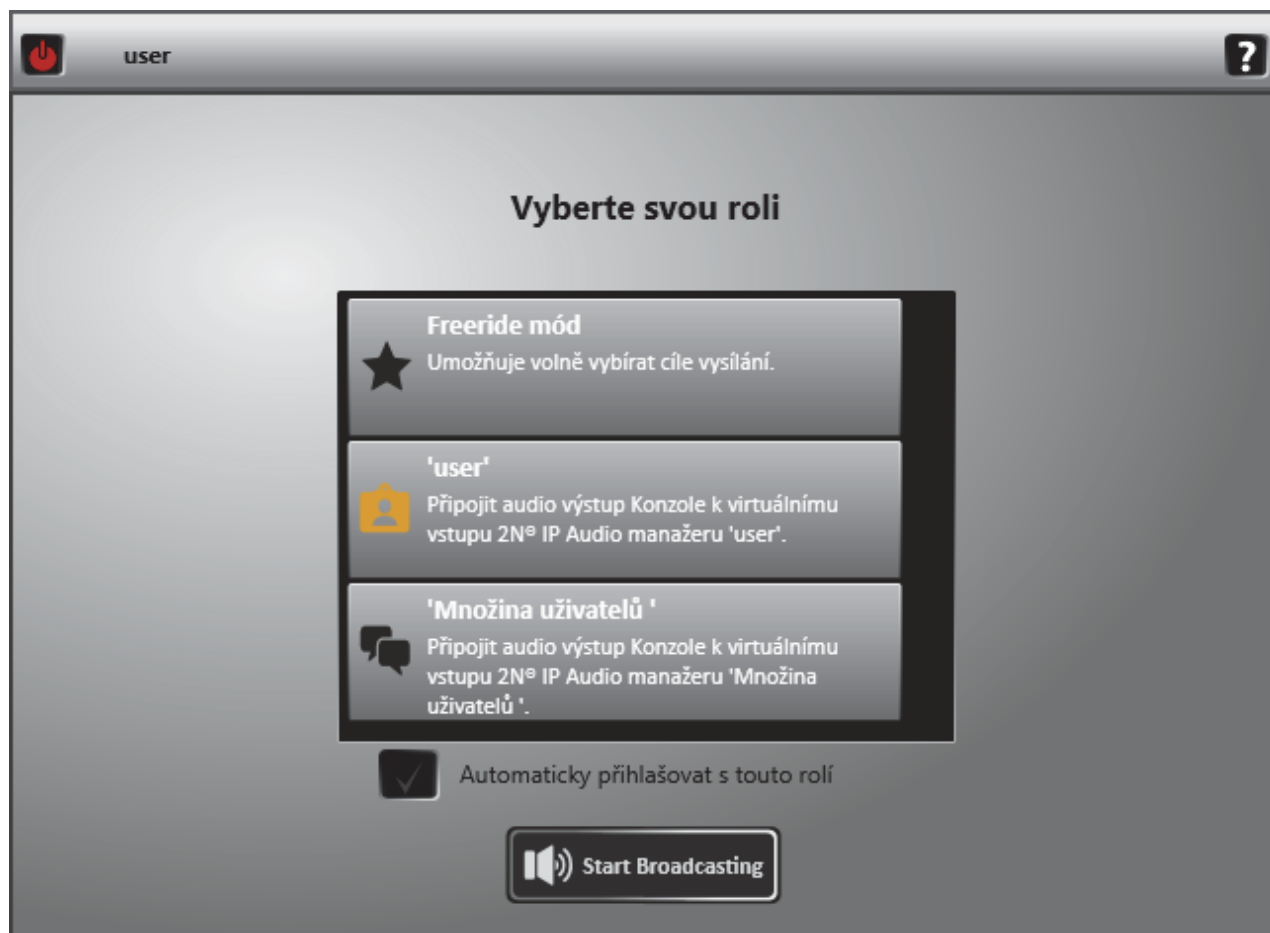 user
?
Vyberte svou roli
Freeride mód
Umožňuje volně vybírat cíle vysílání.
'user'
Připojit audio výstup Konzole k virtuálnímu
vstupu 2N® IP Audio manažeru 'user'.
'Množina uživatelů '
Připojit audio výstup Konzole k virtuálnímu
vstupu 2N® IP Audio manažeru 'Množina
uživatelů '.
Automaticky přihlašovat s touto rolí
Start Broadcasting